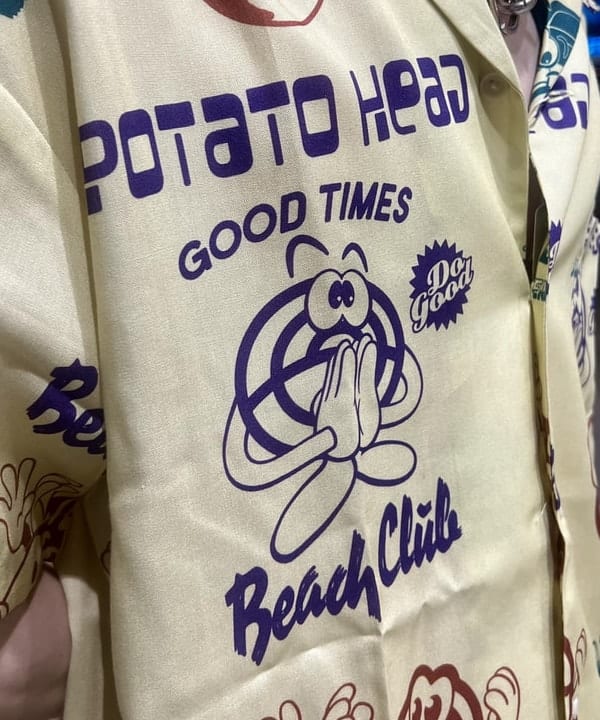 POTATO HEAD
GOOD TIMES
Do
Good
Beach Club